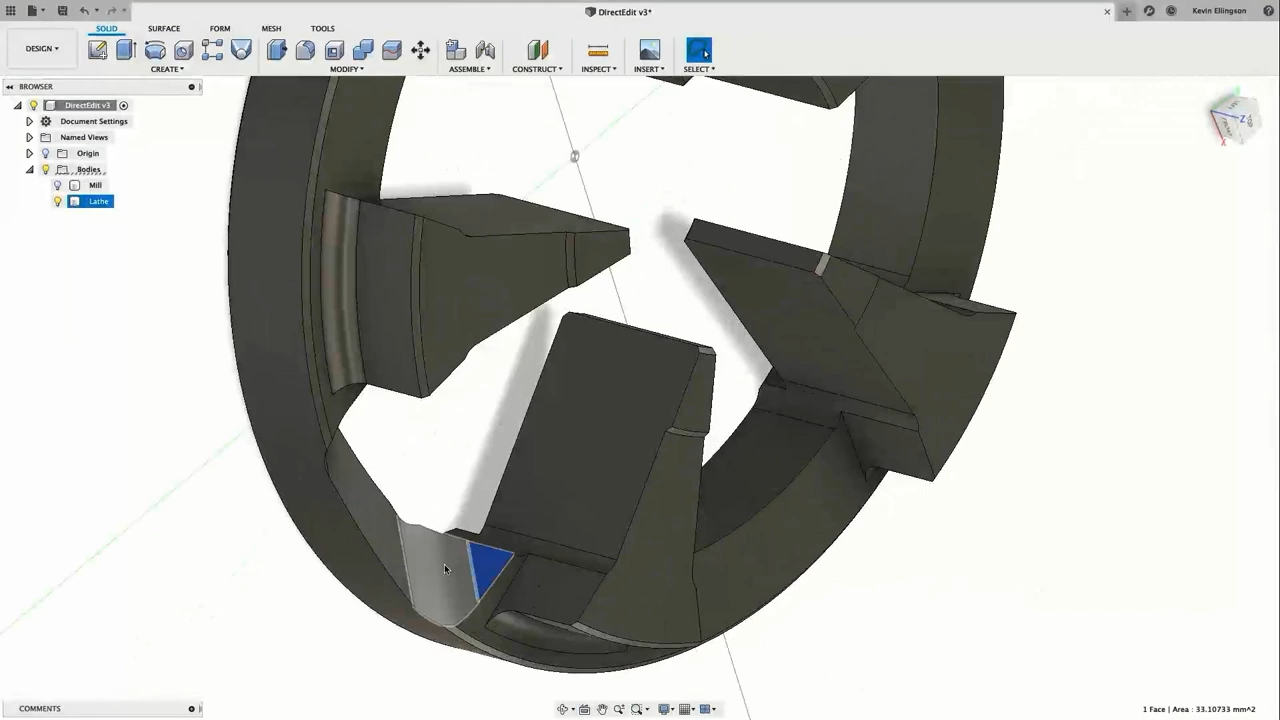 DirectEdit v3*
Kevin Ellingson
SOLID
SURFACE
FORM
MESH
TOOLS
DESIGN
CREATE
MODIFY
ASSEMBLE
CONSTRUCT
INSPECT
INSERT
SELECT
BROWSER
DirectEdit v3
Document Settings
Named Views
Origin
Bodies
Mill
Lathe
Z
X
COMMENTS
1 Face | Area : 33.10733 mm^2